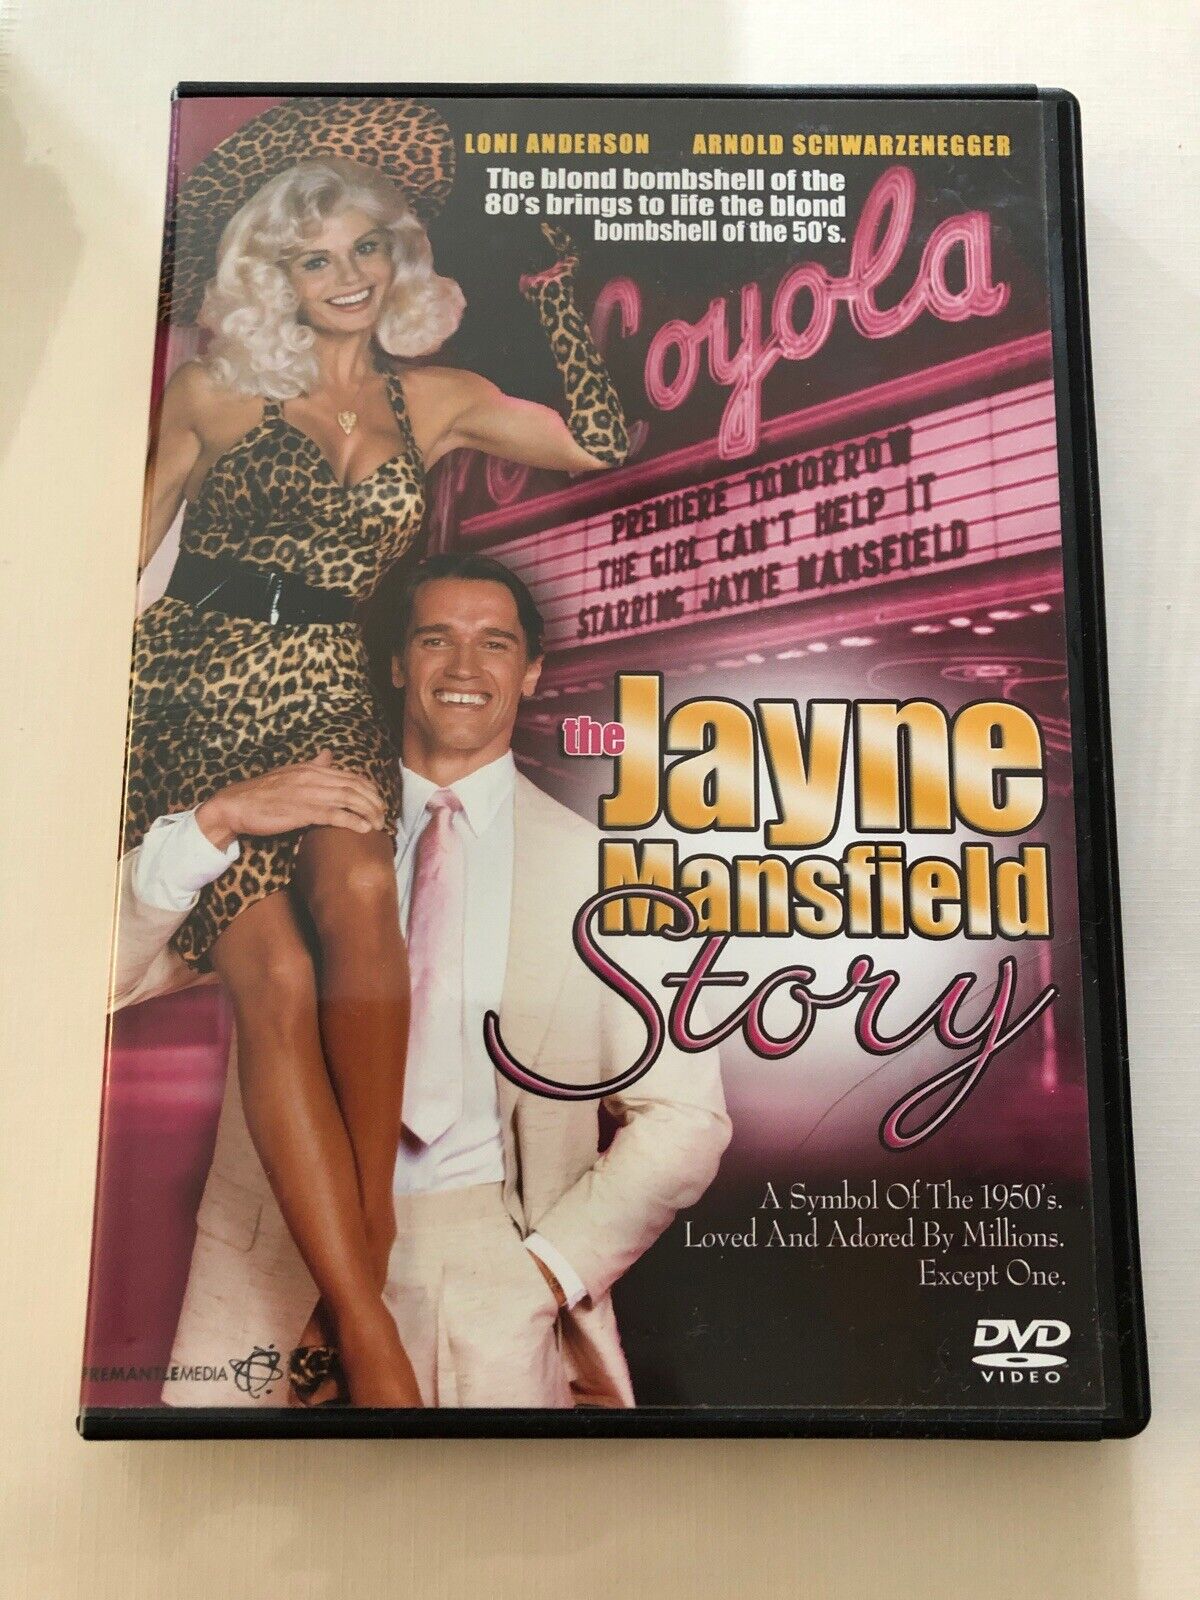 LONI ANDERSON ARNOLD SCHWARZENEGGER
The blond bombshell of the
80's brings to life the blond
bombshell of the 50's.
Loyola
PREMIERE TOMORROW
THE GIRL CAN'T HELP IT
STARRING JAYNE MANSFIELD
the Jayne
Mansfield
Story
A Symbol Of The 1950's.
Loved And Adored By Millions.
Except One.
FREMANTLEMEDIA
DVD
VIDEO